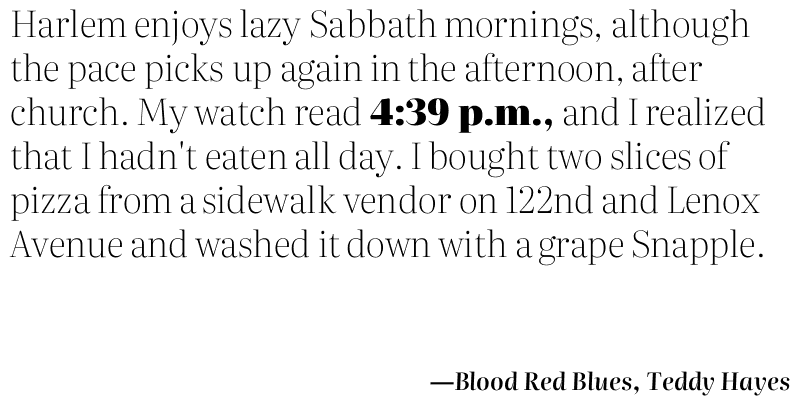 Harlem enjoys lazy Sabbath mornings, although
the pace picks up again in the afternoon, after
church. My watch read 4:39 p.m., and I realized
that I hadn't eaten all day. I bought two slices of
pizza from a sidewalk vendor on 122nd and Lenox
Avenue and washed it down with a grape Snapple.
—Blood Red Blues, Teddy Hayes